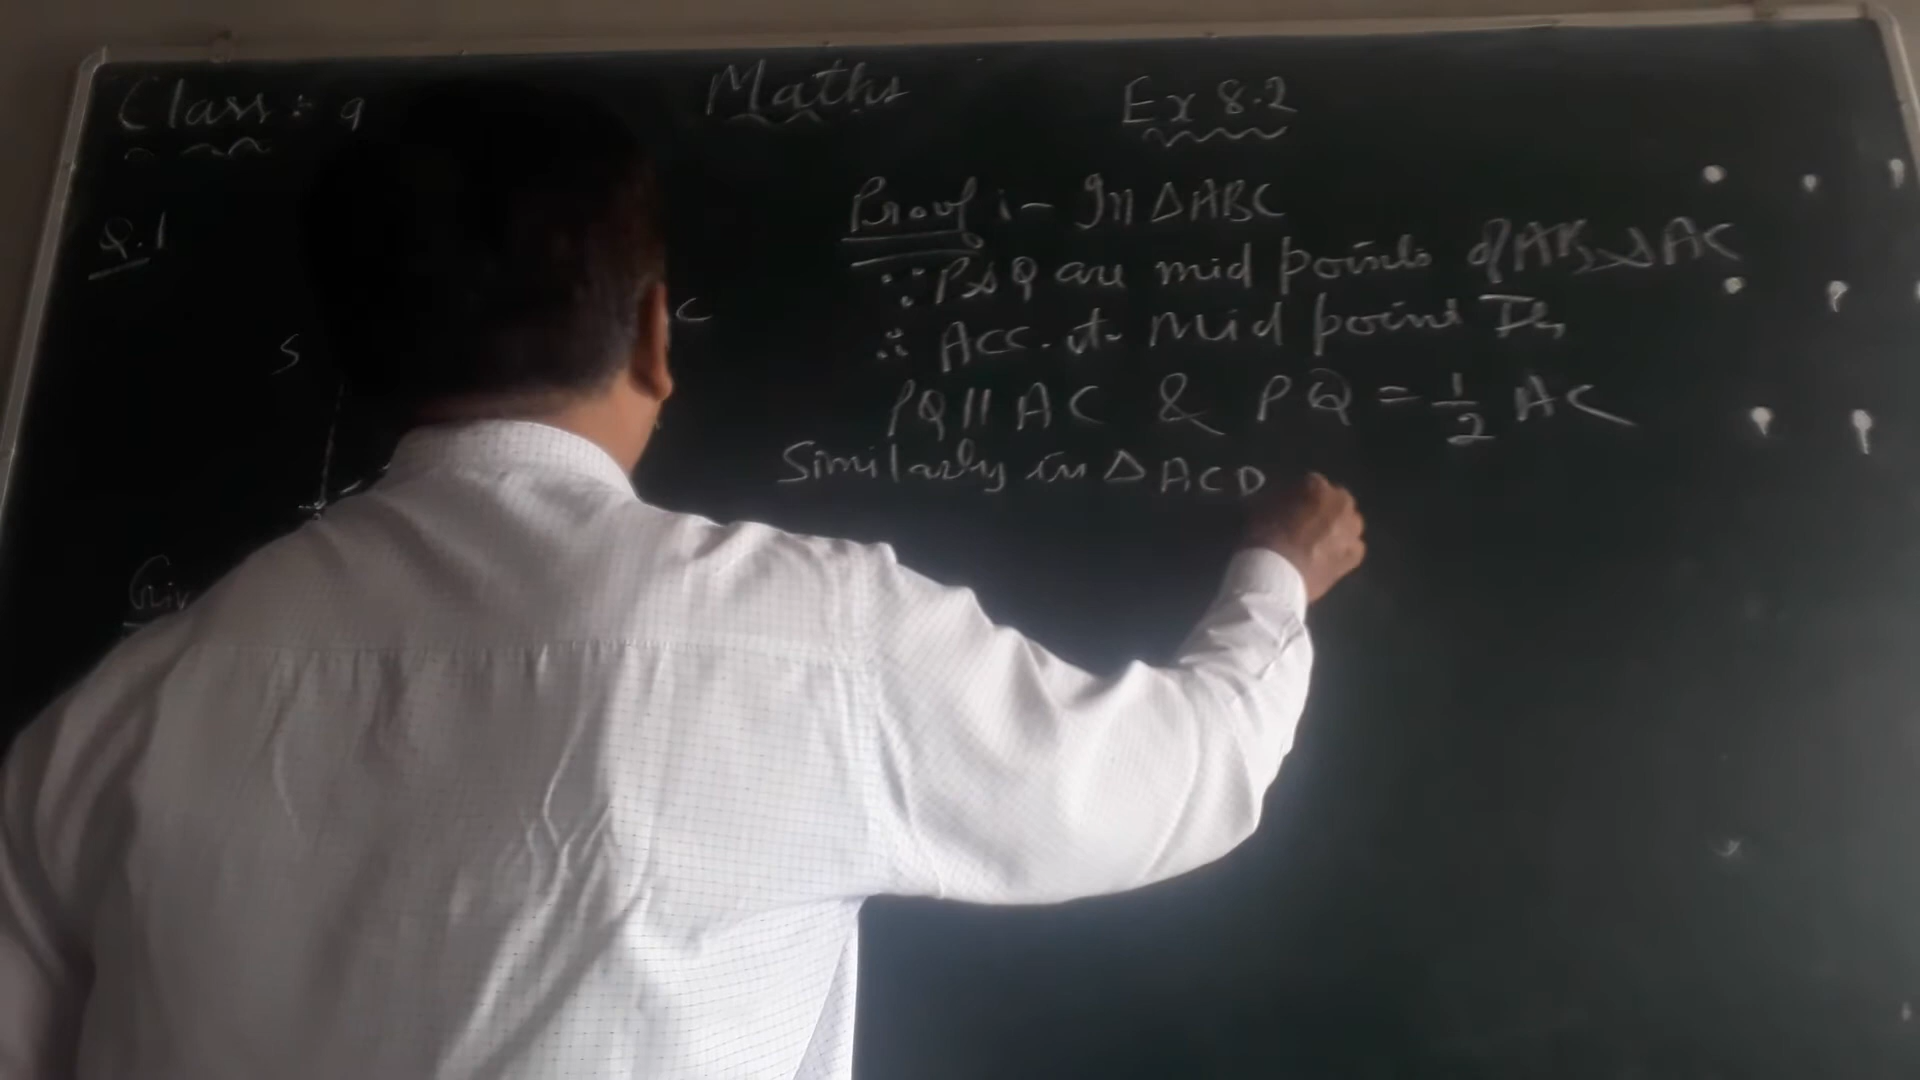 Class : 9
Maths
Ex 8.2
Q.1
S
C
Giv
Proof :- In △ABC
∵ P & Q are mid points of AB & AC
∴ Acc. to Mid point Th
PQ || AC & PQ = 1/2 AC
Similarly in △ ACD